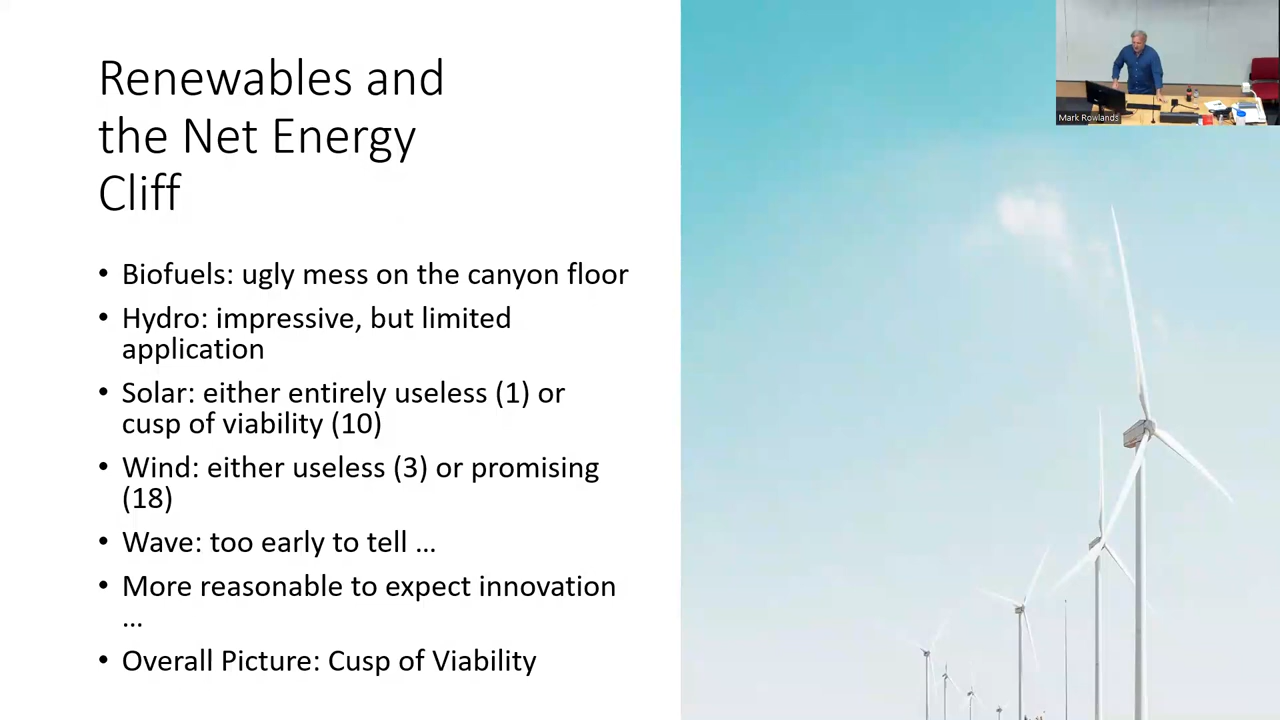 Renewables and
the Net Energy
Cliff
Mark Rowlands
• Biofuels: ugly mess on the canyon floor
• Hydro: impressive, but limited
application
• Solar: either entirely useless (1) or
cusp of viability (10)
• Wind: either useless (3) or promising
(18)
• Wave: too early to tell ...
• More reasonable to expect innovation
...
• Overall Picture: Cusp of Viability